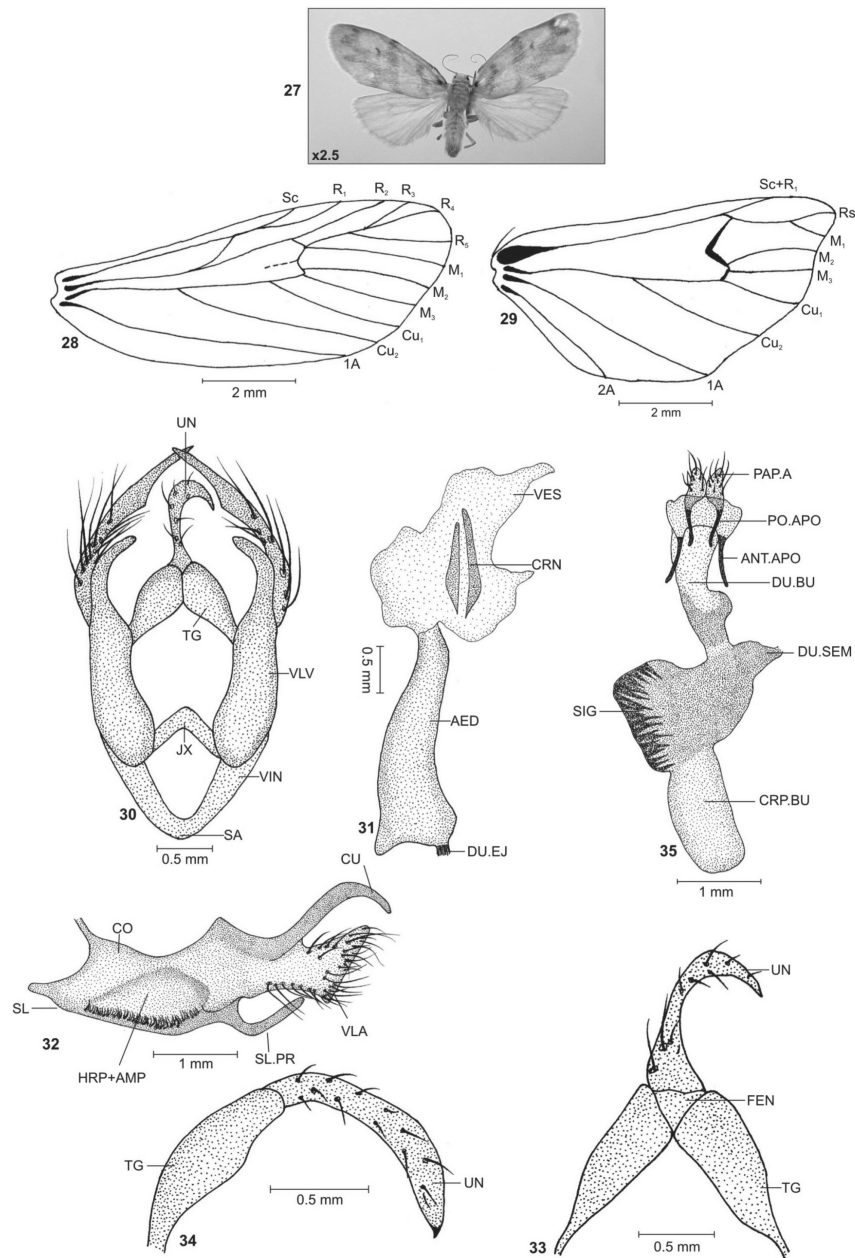 27
x2.5
Sc
R1
R2
R3
R4
R5
M1
M2
M3
Cu1
Cu2
1A
28
2 mm
Sc+R1
Rs
M1
M2
M3
Cu1
Cu2
1A
2A
29
2 mm
UN
TG
VLV
JX
VIN
SA
30
0.5 mm
VES
CRN
0.5 mm
AED
31
DU.EJ
PAP.A
PO.APO
ANT.APO
DU.BU
DU.SEM
SIG
CRP.BU
35
1 mm
CU
CO
SL
32
VLA
SL.PR
1 mm
HRP+AMP
TG
UN
0.5 mm
34
UN
FEN
TG
33
0.5 mm